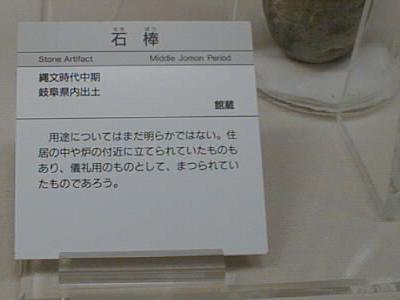 せき ぼう
石 棒
Stone Artifact Middle Jomon Period
縄文時代中期
岐阜県内出土
館蔵
用途についてはまだ明らかではない。住
居の中や炉の付近に立てられていたものも
あり、儀礼用のものとして、まつられてい
たものであろう。